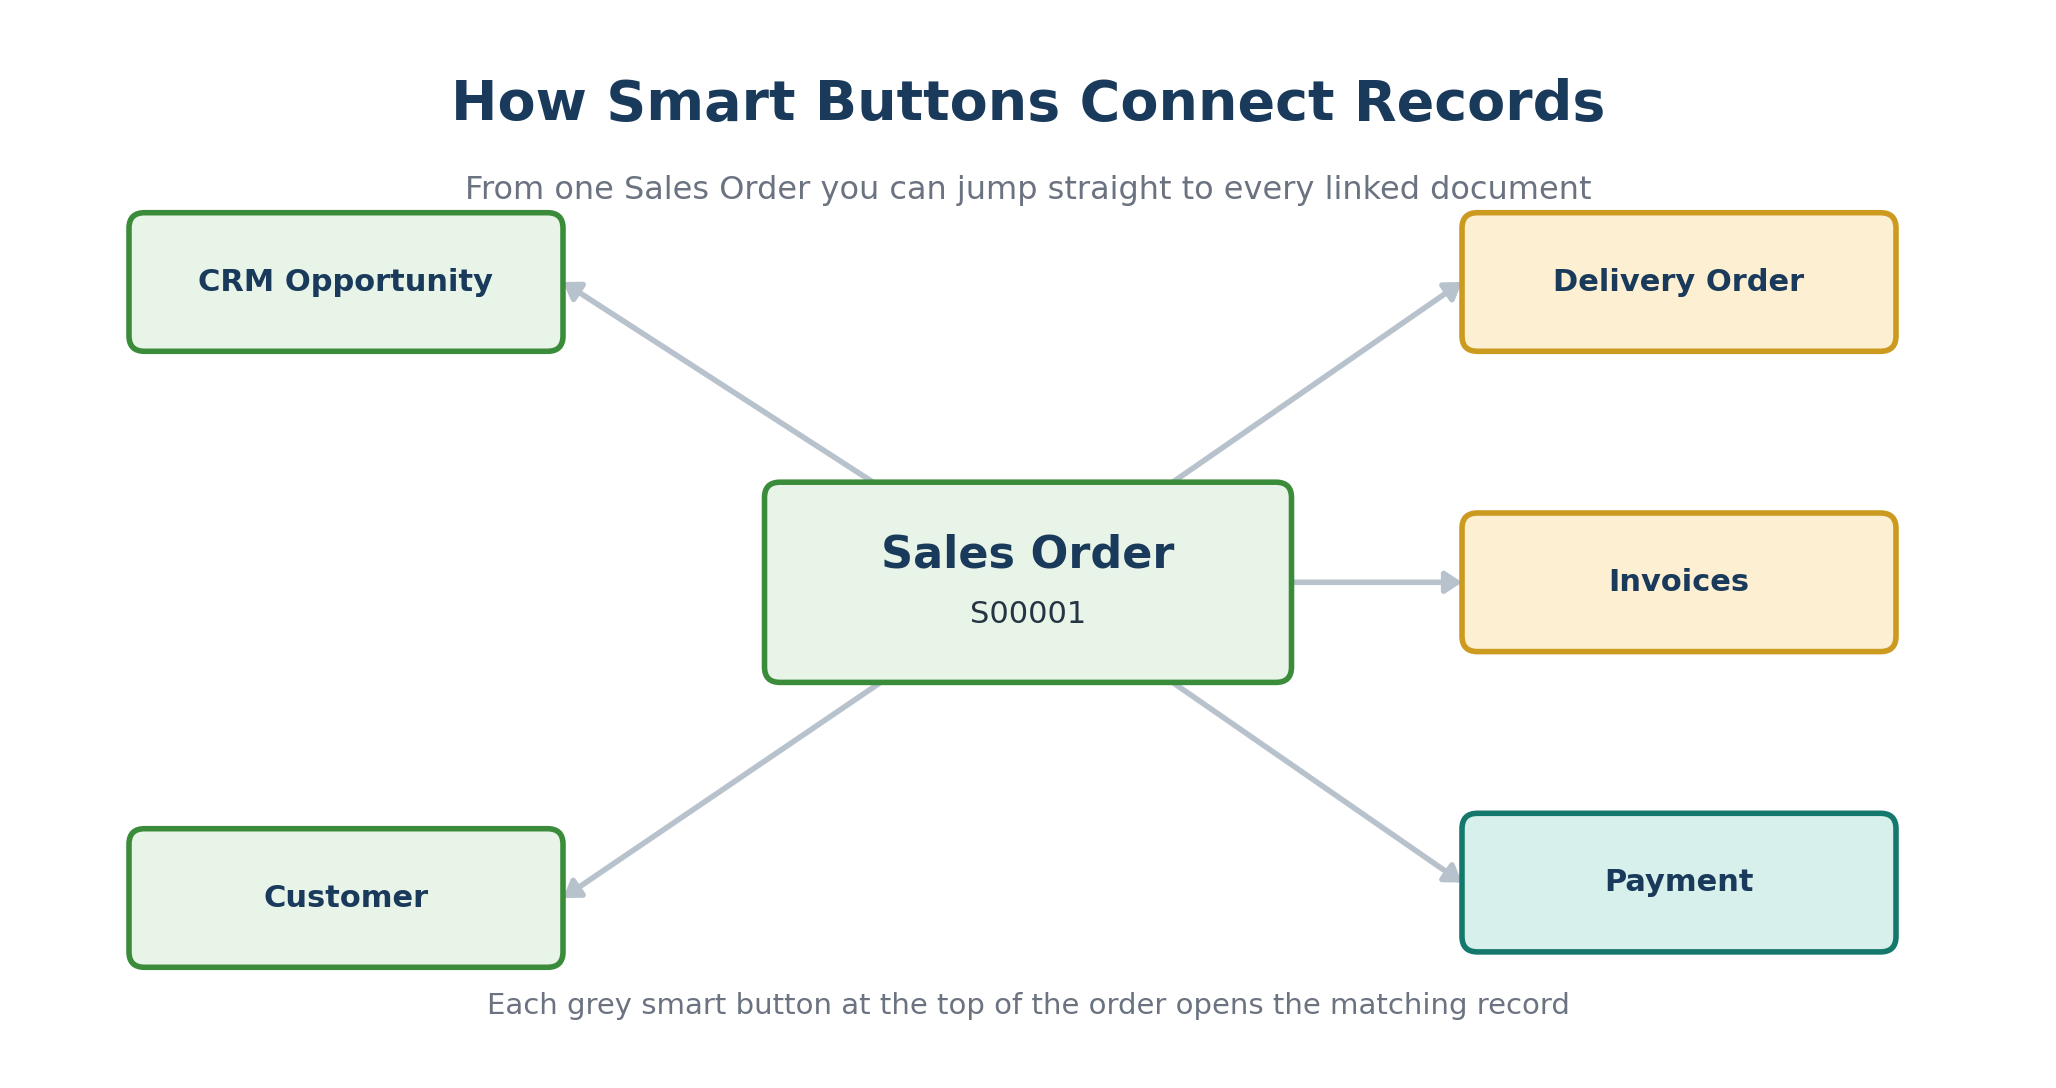 How Smart Buttons Connect Records
From one Sales Order you can jump straight to every linked document
CRM Opportunity
Delivery Order
Sales Order
S00001
Invoices
Customer
Payment
Each grey smart button at the top of the order opens the matching record